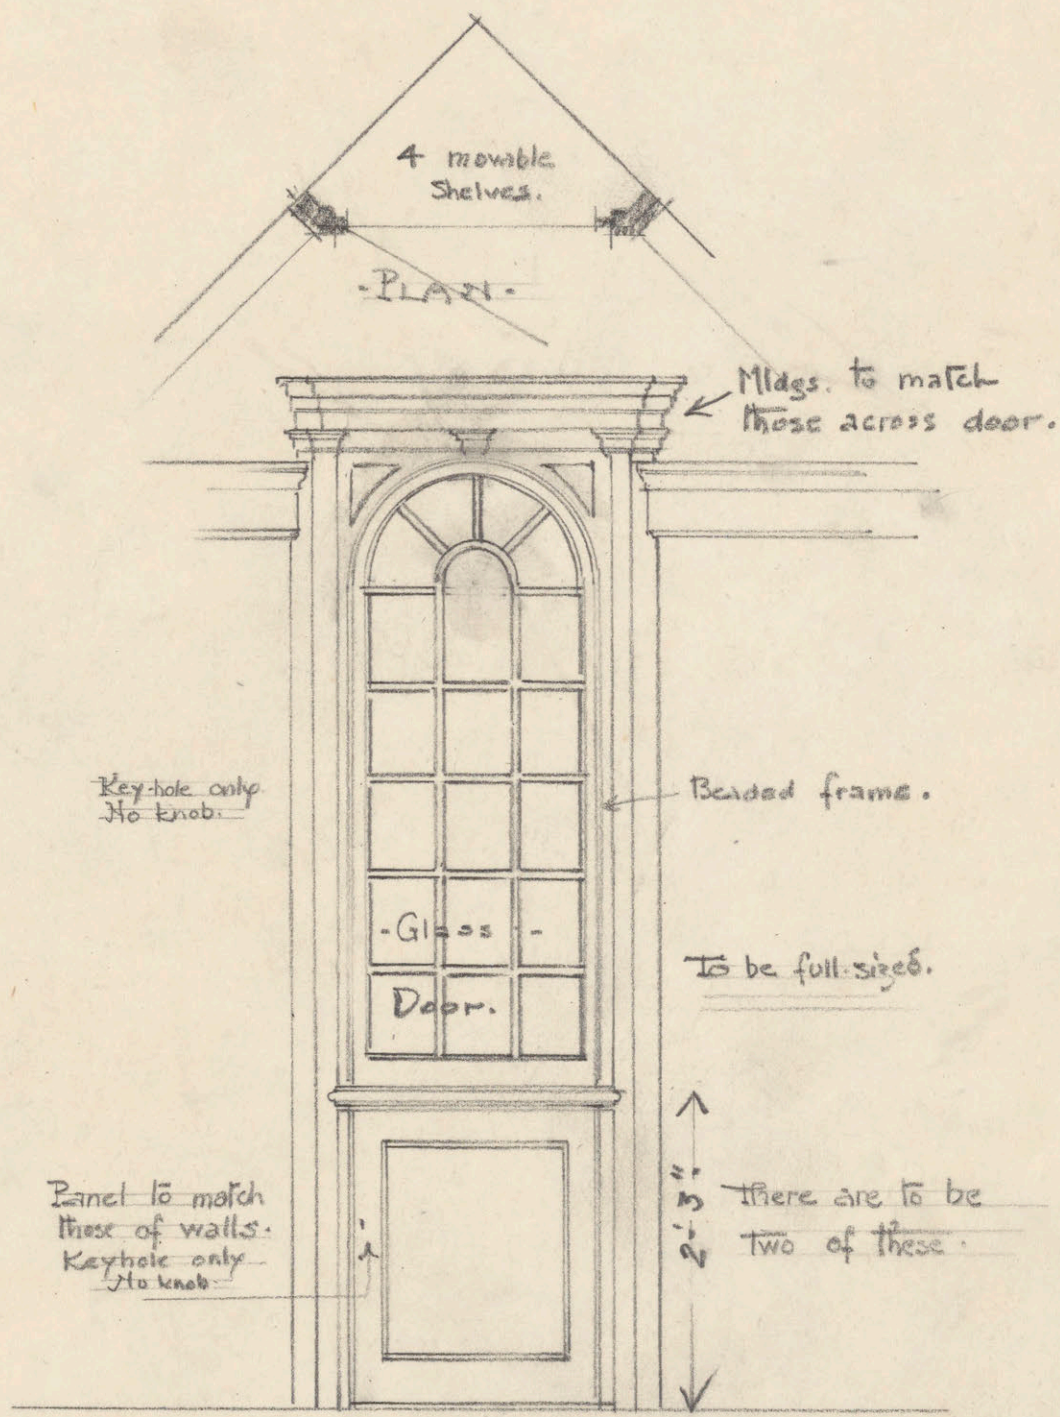 4 movable
Shelves.
-PLAN-
Mldgs. to match
those across door.
Key-hole only
No knob.
Beaded frame.
-Glass-
Door.
To be full-sized.
Panel to match
those of walls.
Keyhole only
No knob
2'-3"
There are to be
two of these.